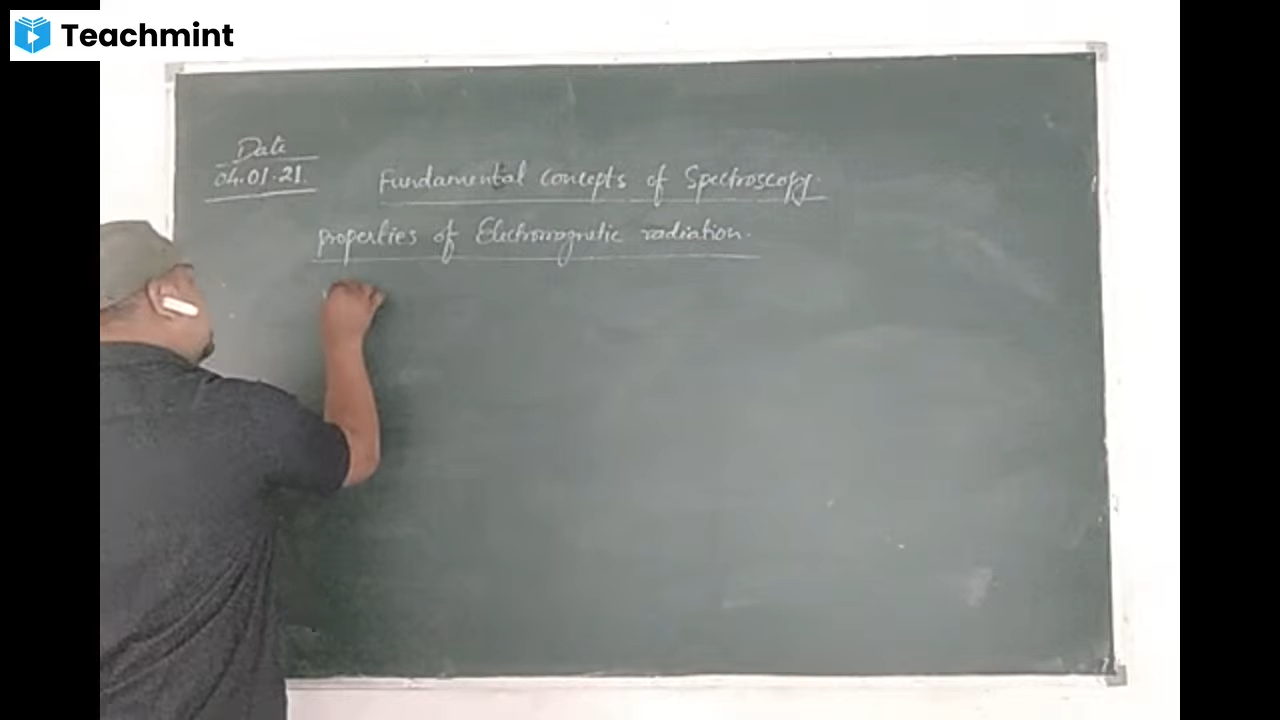 Teachmint
Date
04.01.21.
Fundamental concepts of Spectroscopy.
properties of Electromagnetic radiation.